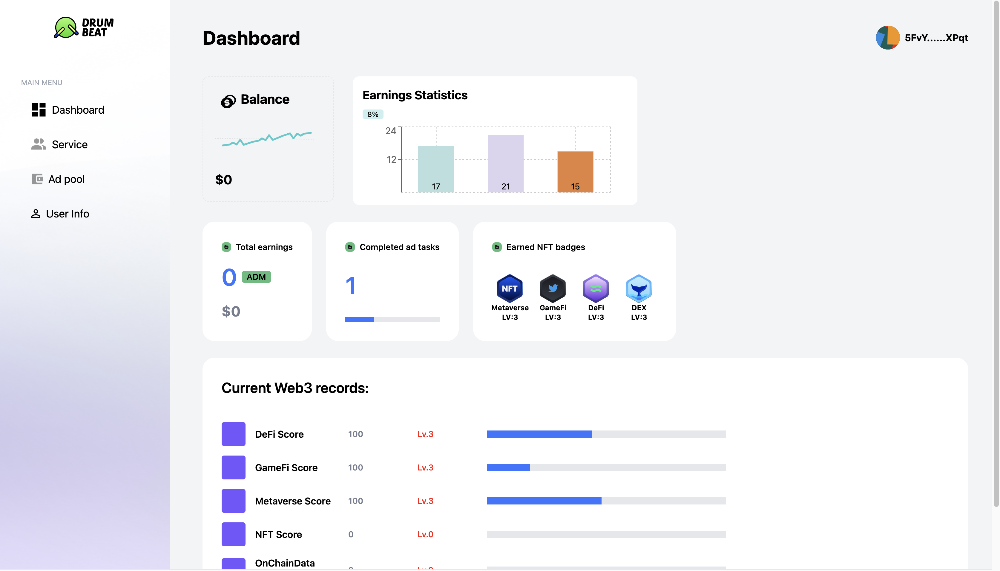 DRUM
BEAT
MAIN MENU
Dashboard
Service
Ad pool
User Info
Dashboard
5FvY......XPqt
Balance
$0
Earnings Statistics
8%
24
12
17
21
15
Total earnings
0 ADM
$0
Completed ad tasks
1
Earned NFT badges
NFT
Metaverse
LV:3
GameFi
LV:3
DeFi
LV:3
DEX
LV:3
Current Web3 records:
DeFi Score 100 Lv.3
GameFi Score 100 Lv.3
Metaverse Score 100 Lv.3
NFT Score 0 Lv.0
OnChainData
0 Lv.0